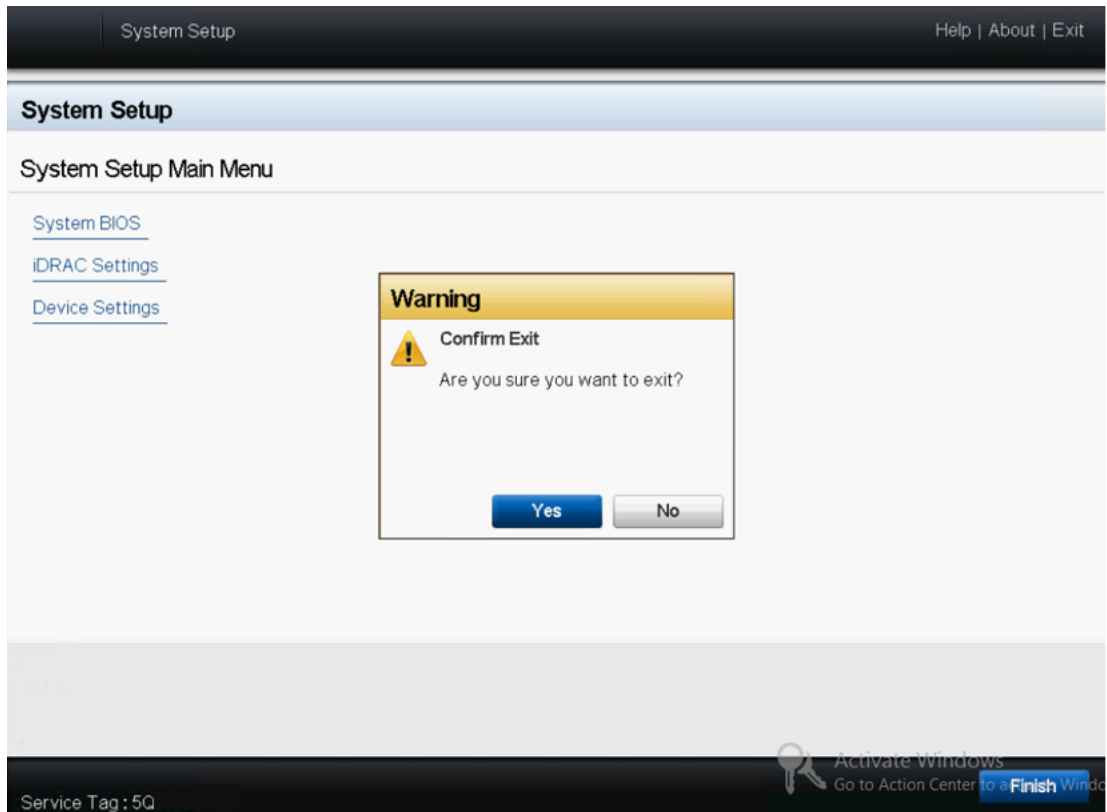 System Setup
Help | About | Exit
System Setup
System Setup Main Menu
System BIOS
iDRAC Settings
Device Settings
Warning
Confirm Exit
Are you sure you want to exit?
Yes No
Activate Windows
Go to Action Center to a
Finish
Windo
Service Tag : 5Q